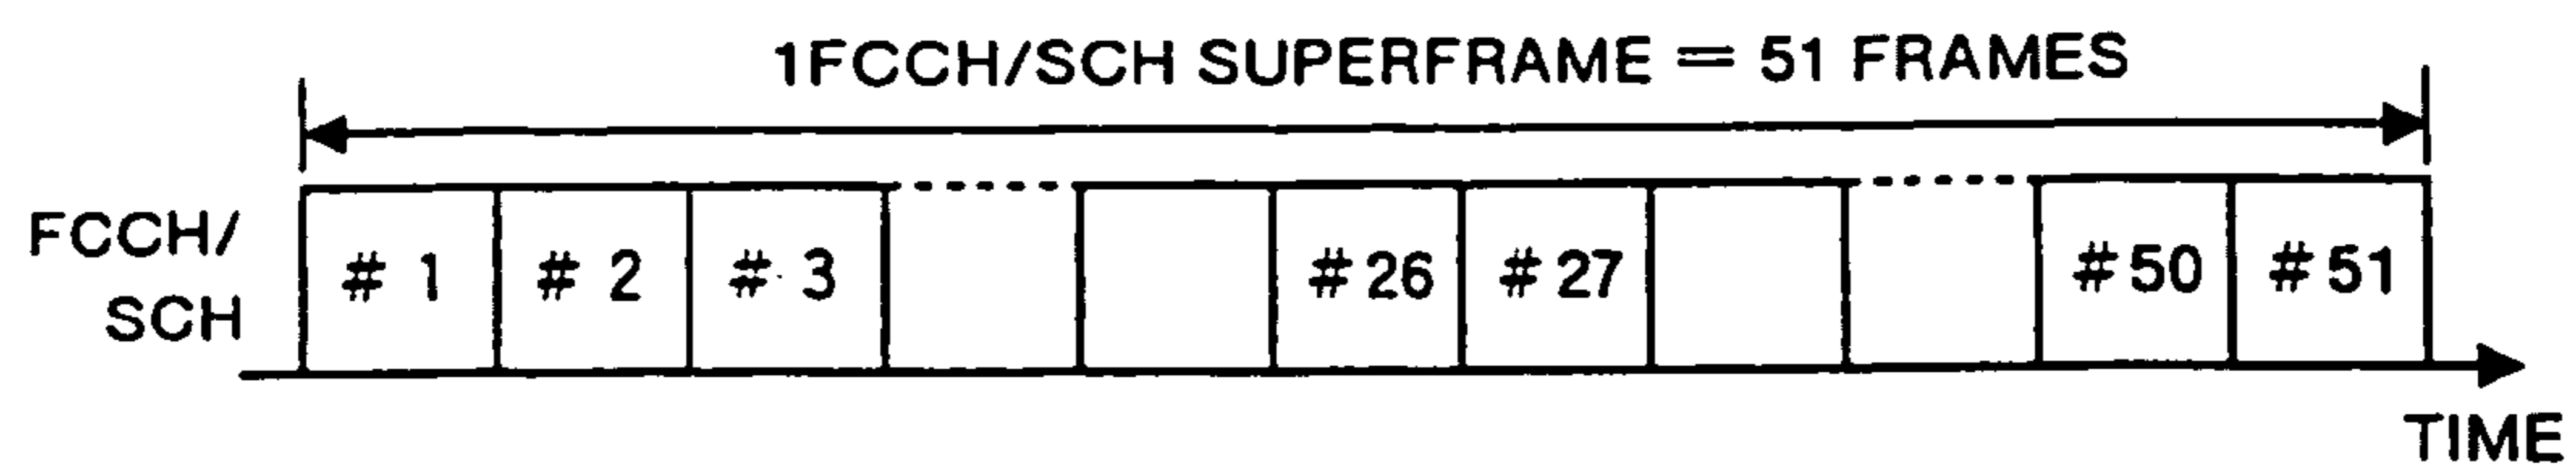 1FCCH/SCH SUPERFRAME = 51 FRAMES
FCCH/
SCH
# 1 # 2 # 3 # 26 # 27 # 50 # 51
TIME